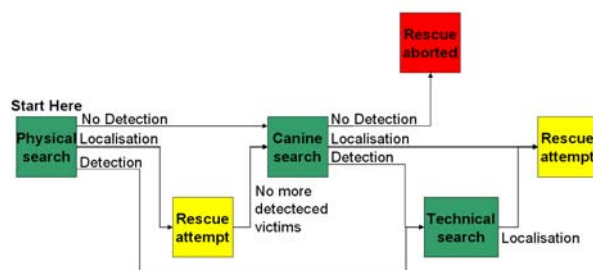 Rescue
aborted
Start Here
No Detection
Physical
search
Localisation
Detection
Canine
search
No Detection
Localisation
Detection
Rescue
attempt
Rescue
attempt
No more
detecteced
victims
Technical
search
Localisation